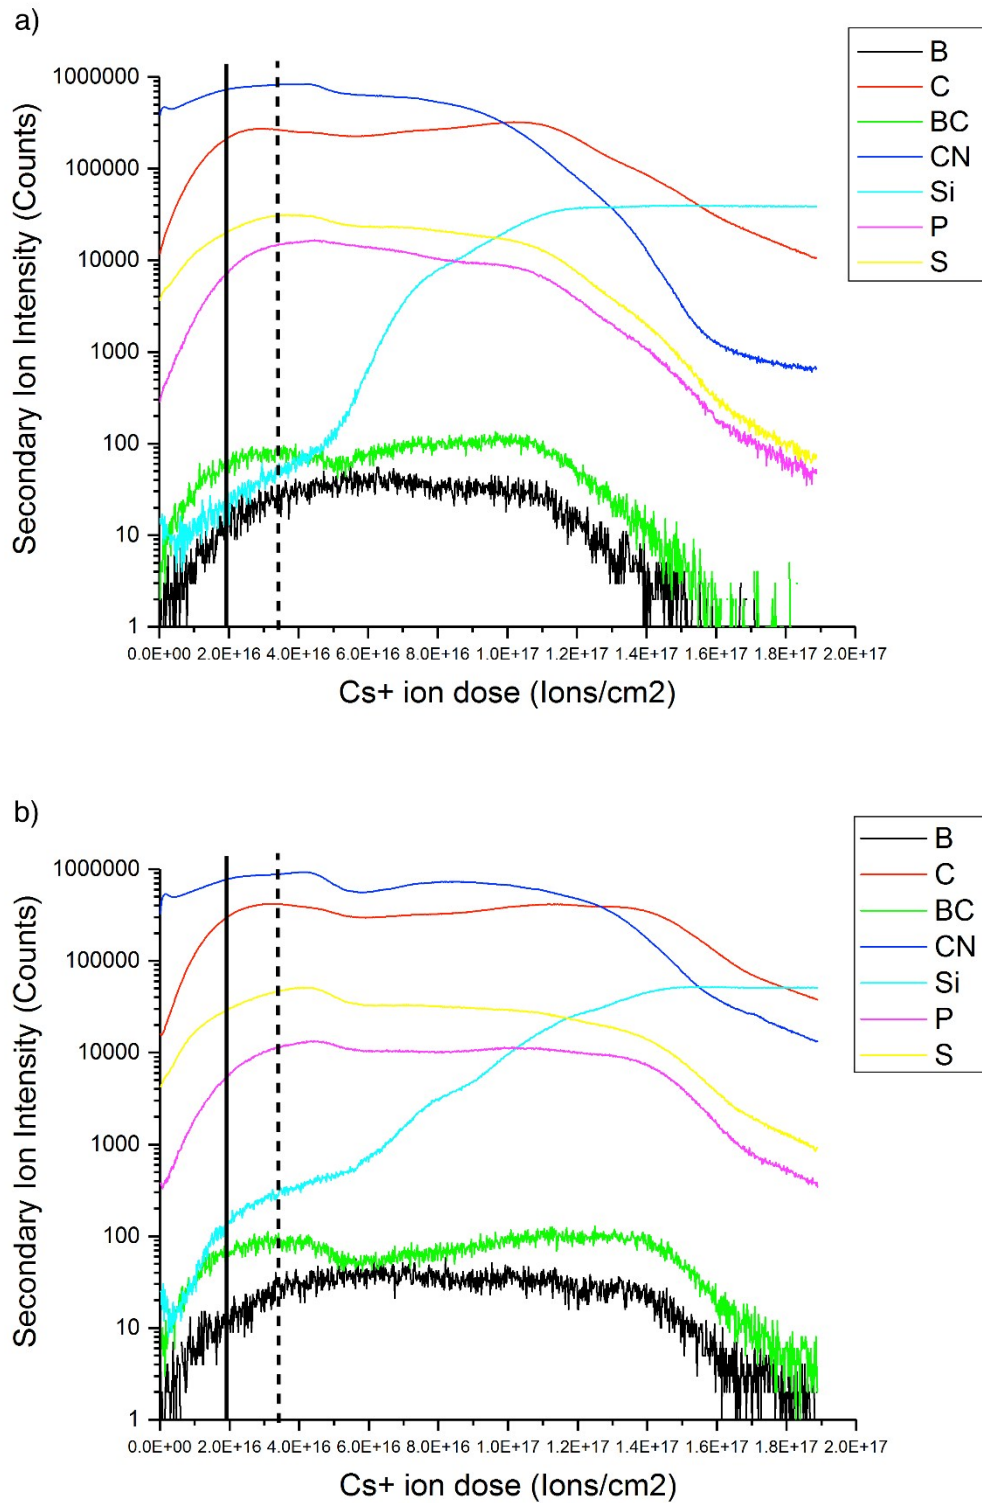 a)
B
C
BC
CN
Si
P
S
1000000
100000
10000
1000
100
10
1
Secondary Ion Intensity (Counts)
0.0E+00 2.0E+16 4.0E+16 6.0E+16 8.0E+16 1.0E+17 1.2E+17 1.4E+17 1.6E+17 1.8E+17 2.0E+17
Cs+ ion dose (Ions/cm2)
b)
B
C
BC
CN
Si
P
S
1000000
100000
10000
1000
100
10
1
Secondary Ion Intensity (Counts)
0.0E+00 2.0E+16 4.0E+16 6.0E+16 8.0E+16 1.0E+17 1.2E+17 1.4E+17 1.6E+17 1.8E+17 2.0E+17
Cs+ ion dose (Ions/cm2)